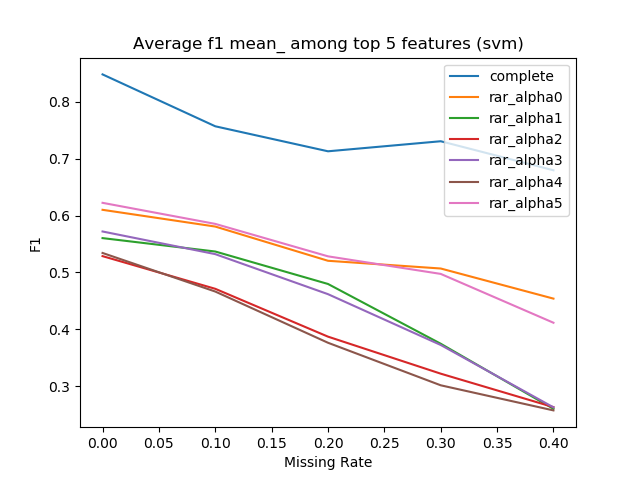 Average f1 mean_ among top 5 features (svm)
complete
rar_alpha0
rar_alpha1
rar_alpha2
rar_alpha3
rar_alpha4
rar_alpha5
0.8
0.7
0.6
0.5
0.4
0.3
F1
0.00 0.05 0.10 0.15 0.20 0.25 0.30 0.35 0.40
Missing Rate